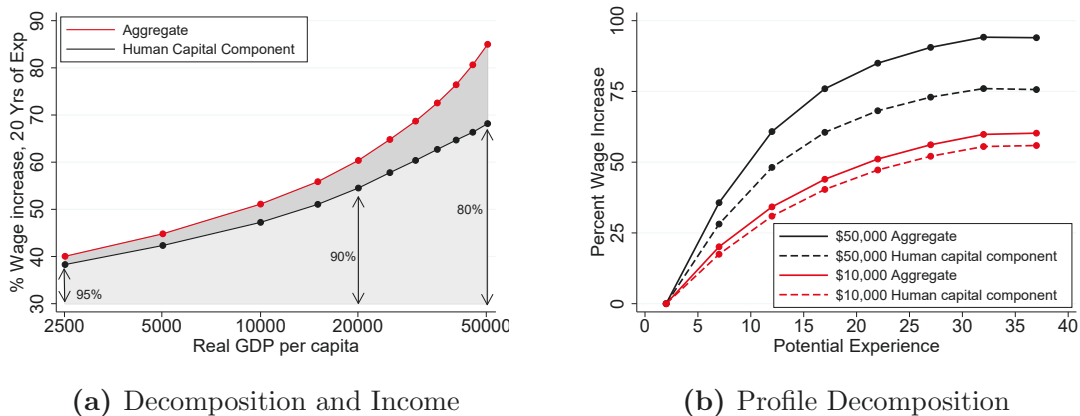 % Wage increase, 20 Yrs of Exp
90
80
70
60
50
40
30
Aggregate
Human Capital Component
95%
90%
80%
2500
5000
10000
20000
50000
Real GDP per capita
(a) Decomposition and Income
Percent Wage Increase
100
75
50
25
0
$50,000 Aggregate
$50,000 Human capital component
$10,000 Aggregate
$10,000 Human capital component
0 5 10 15 20 25 30 35 40
Potential Experience
(b) Profile Decomposition